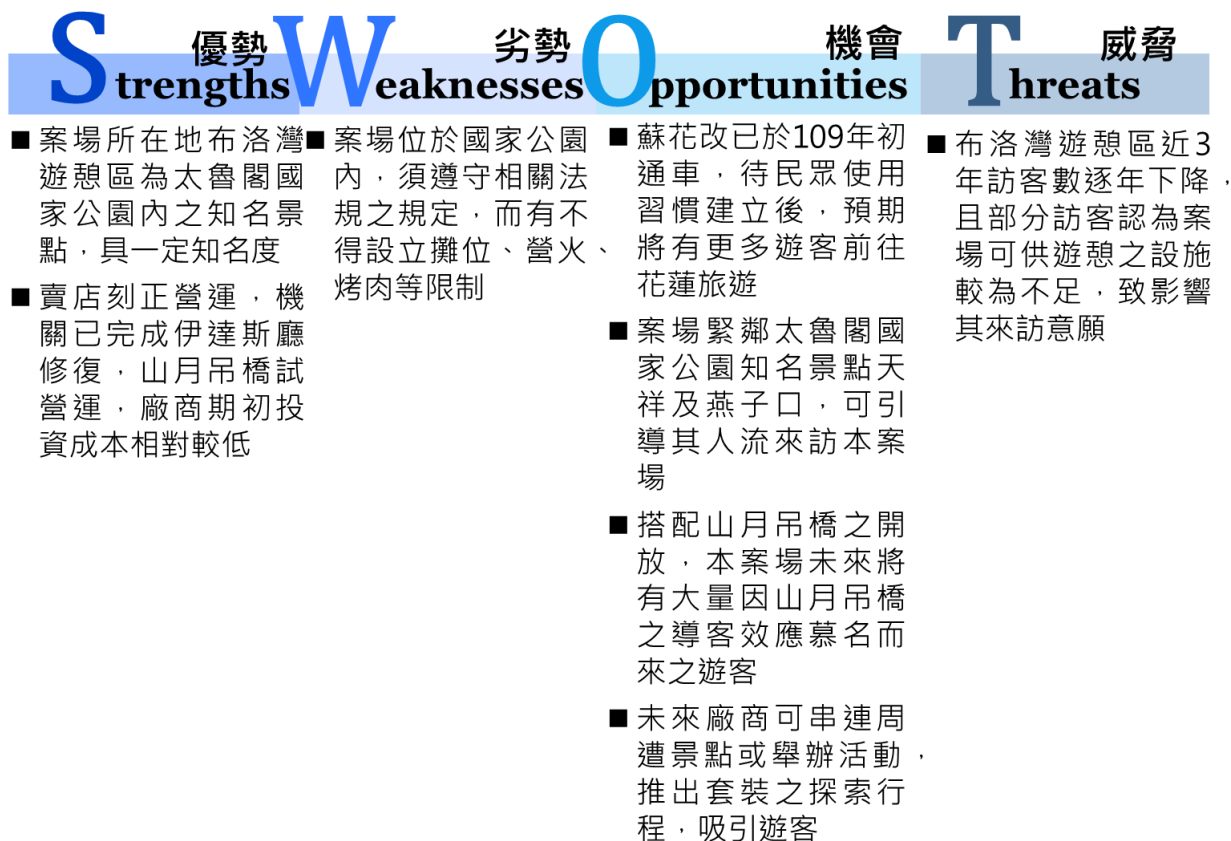 Strengths 優勢
■案場所在地布洛灣
遊憩區為太魯閣國
家公園內之知名景
點，具一定知名度
■賣店刻正營運，機
關已完成伊達斯廳
修復，山月吊橋試
營運，廠商期初投
資成本相對較低
Weaknesses 劣勢
■案場位於國家公園
內，須遵守相關法
規之規定，而有不
得設立攤位、營火、
烤肉等限制
Opportunities 機會
■蘇花改已於109年初
通車，待民眾使用
習慣建立後，預期
將有更多遊客前往
花蓮旅遊
■案場緊鄰太魯閣國
家公園知名景點天
祥及燕子口，可引
導其人流來訪本案
場
■搭配山月吊橋之開
放，本案場未來將
有大量因山月吊橋
之導客效應慕名而
來之遊客
■未來廠商可串連周
遭景點或舉辦活動，
推出套裝之探索行
程，吸引遊客
Threats 威脅
■布洛灣遊憩區近3
年訪客數逐年下降，
且部分訪客認為案
場可供遊憩之設施
較為不足，致影響
其來訪意願